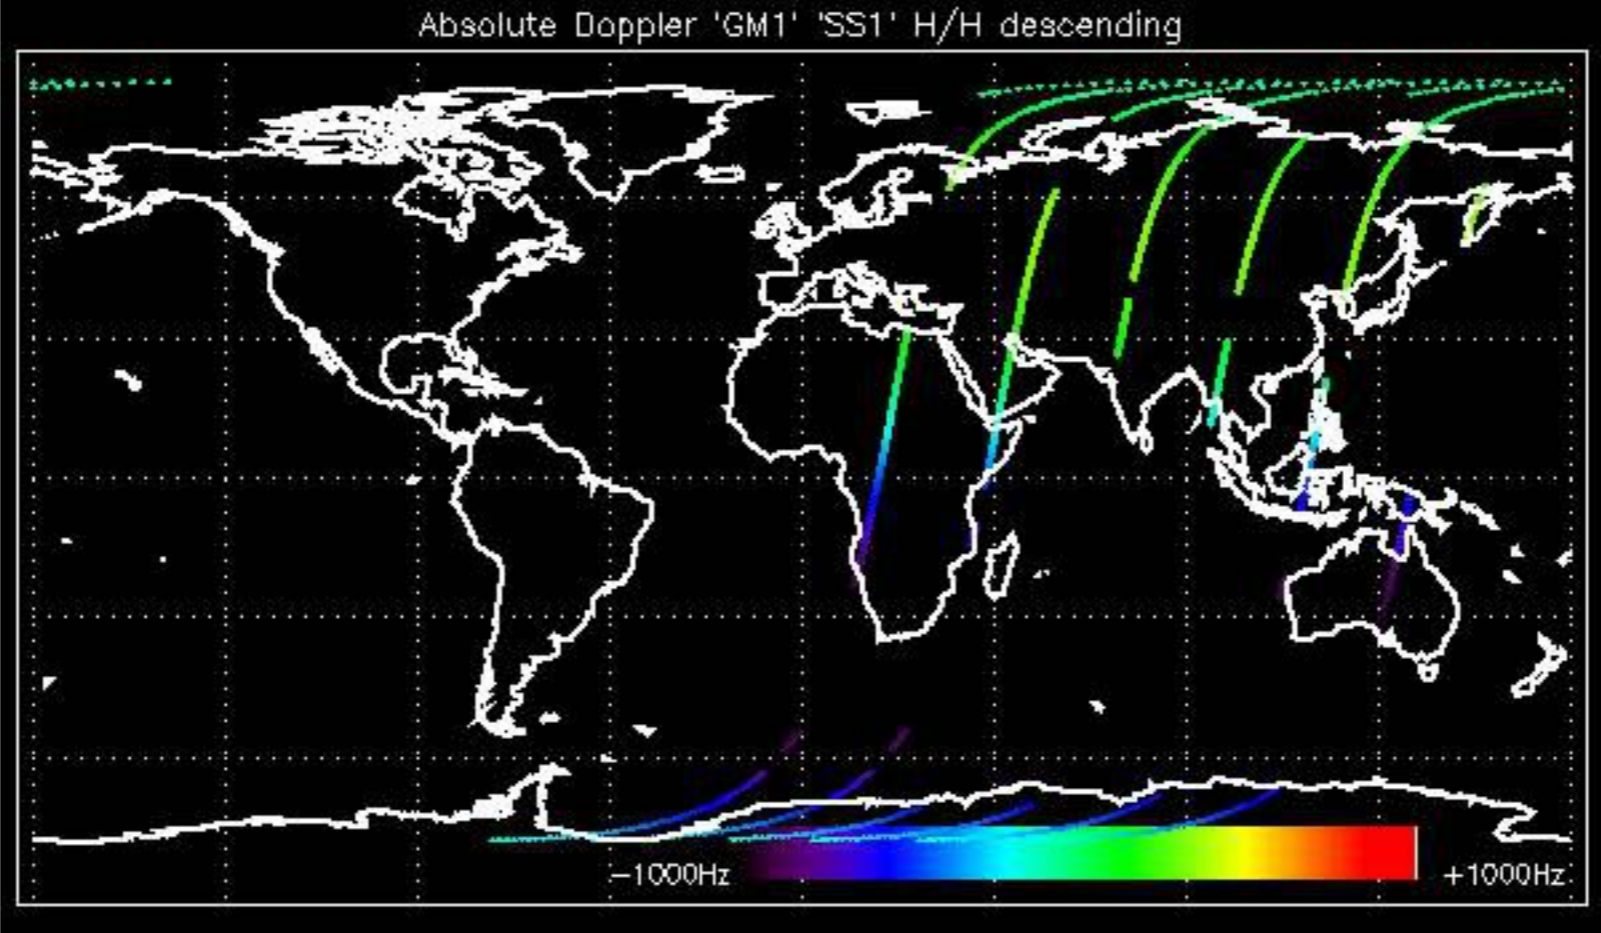 Absolute Doppler 'GM1' 'SS1' H/H descending
−1000Hz
+1000Hz